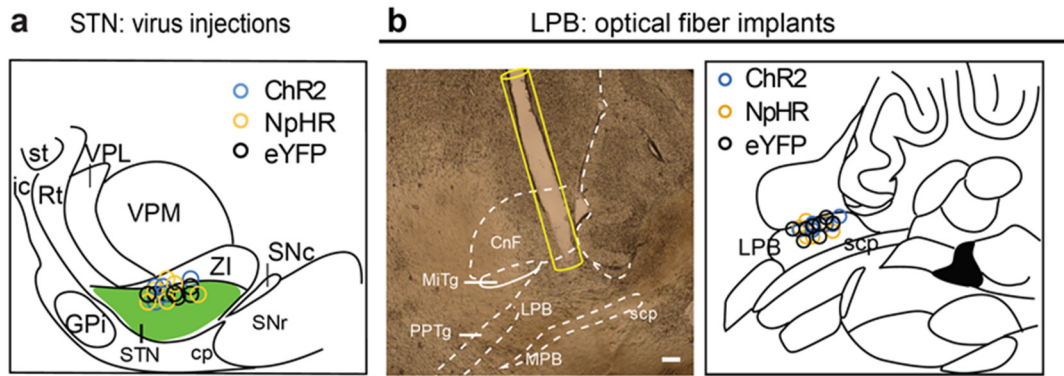 a STN: virus injections
ChR2
NpHR
eYFP
st
VPL
ic
Rt
VPM
ZI
SNc
GPi
STN
cp
SNr
b LPB: optical fiber implants
CnF
MiTg
LPB
PPTg
scp
MPB
ChR2
NpHR
eYFP
LPB
scp